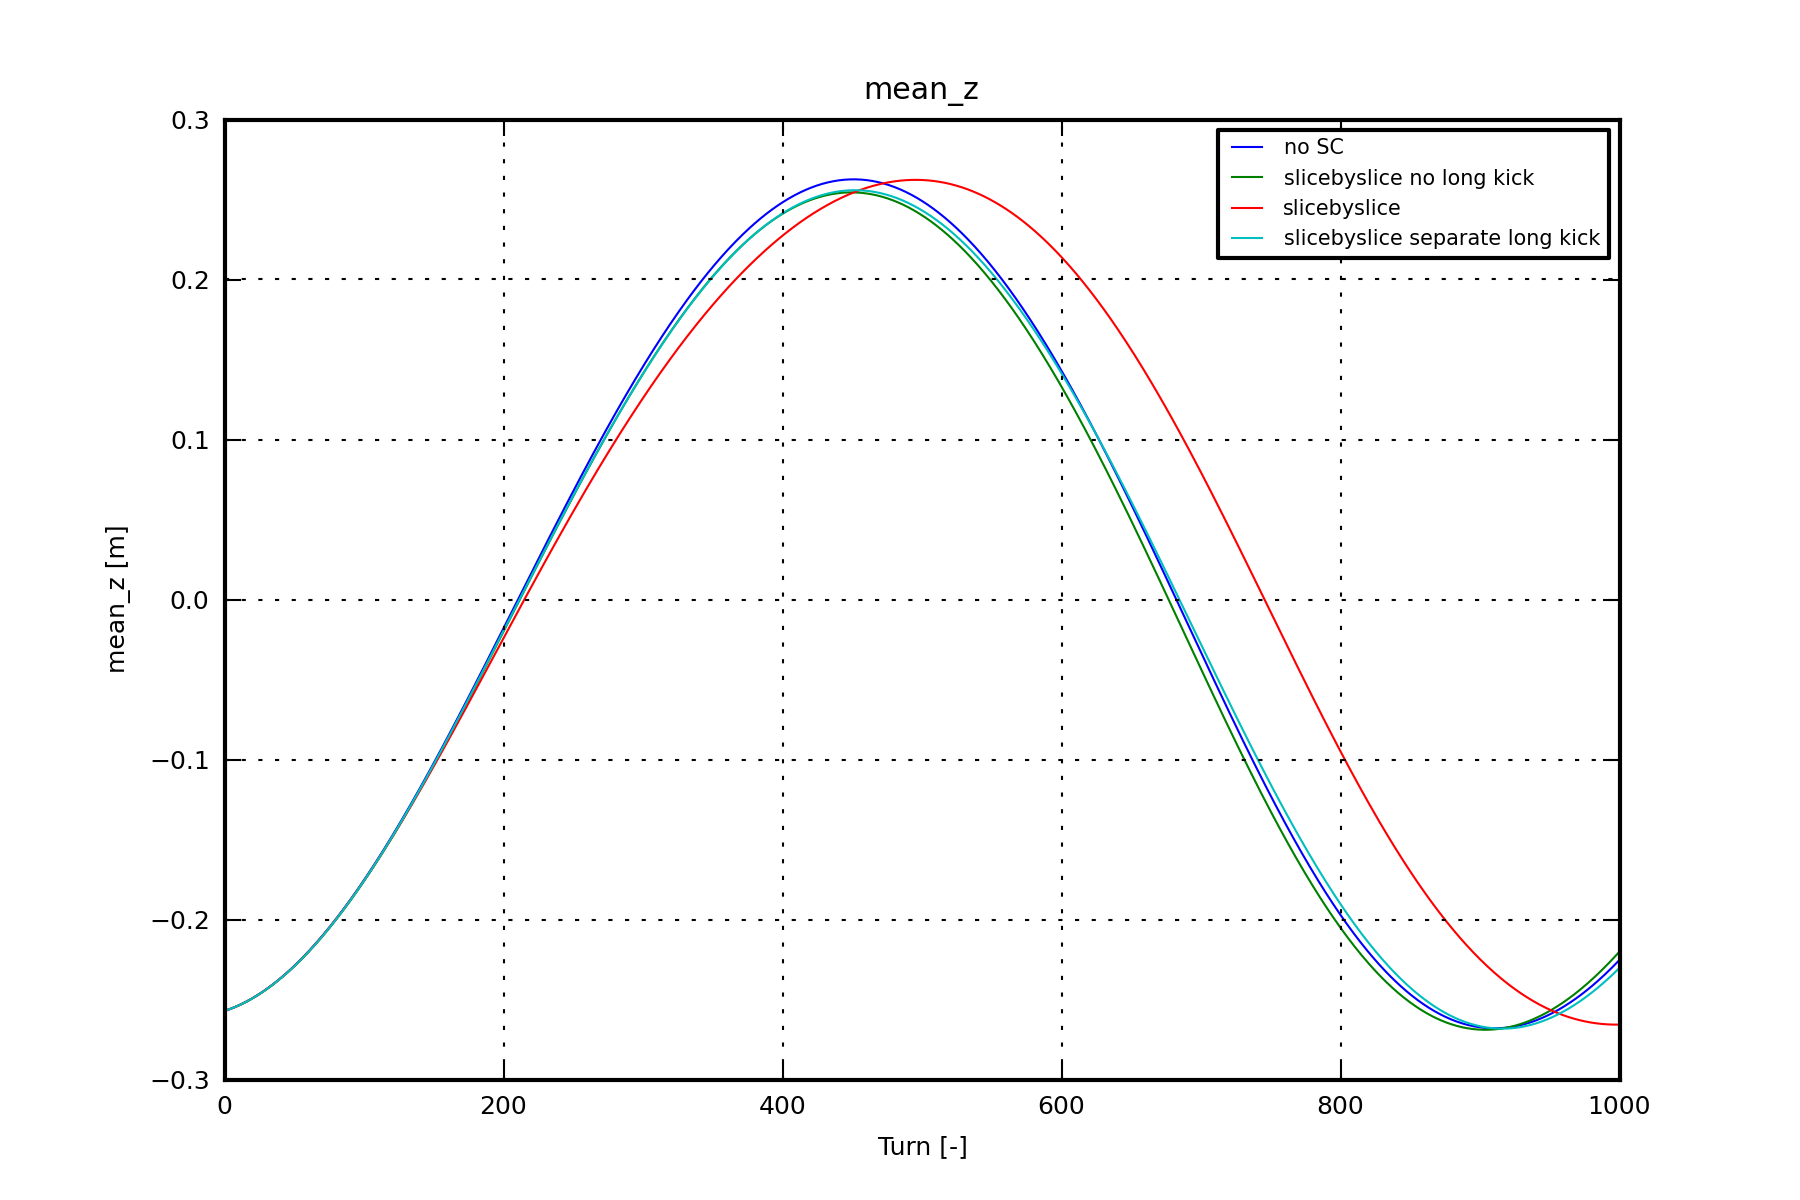 mean_z
0.3
0.2
0.1
0.0
−0.1
−0.2
−0.3
mean_z [m]
no SC
slicebyslice no long kick
slicebyslice
slicebyslice separate long kick
0 200 400 600 800 1000
Turn [-]